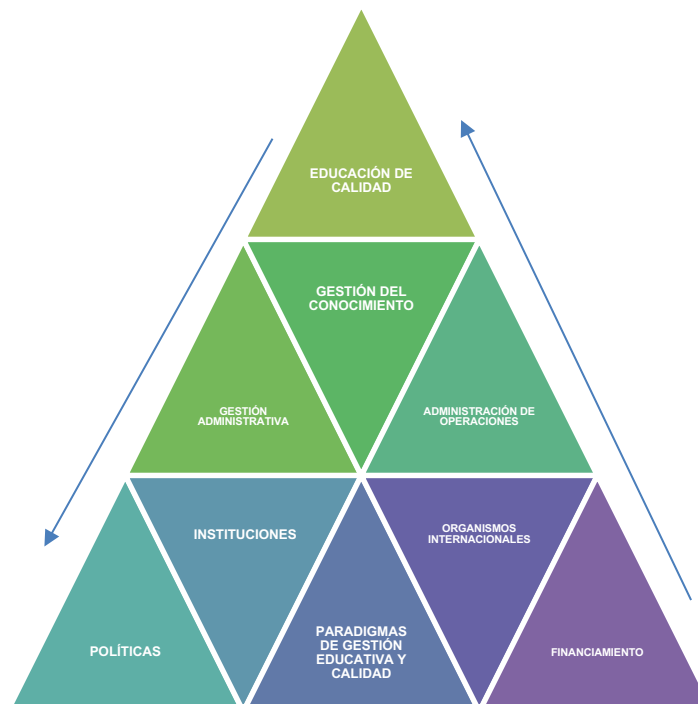 EDUCACIÓN DE
CALIDAD
GESTIÓN DEL
CONOCIMIENTO
GESTIÓN
ADMINISTRATIVA
ADMINISTRACIÓN DE
OPERACIONES
POLÍTICAS
INSTITUCIONES
PARADIGMAS
DE GESTIÓN
EDUCATIVA Y
CALIDAD
ORGANISMOS
INTERNACIONALES
FINANCIAMIENTO